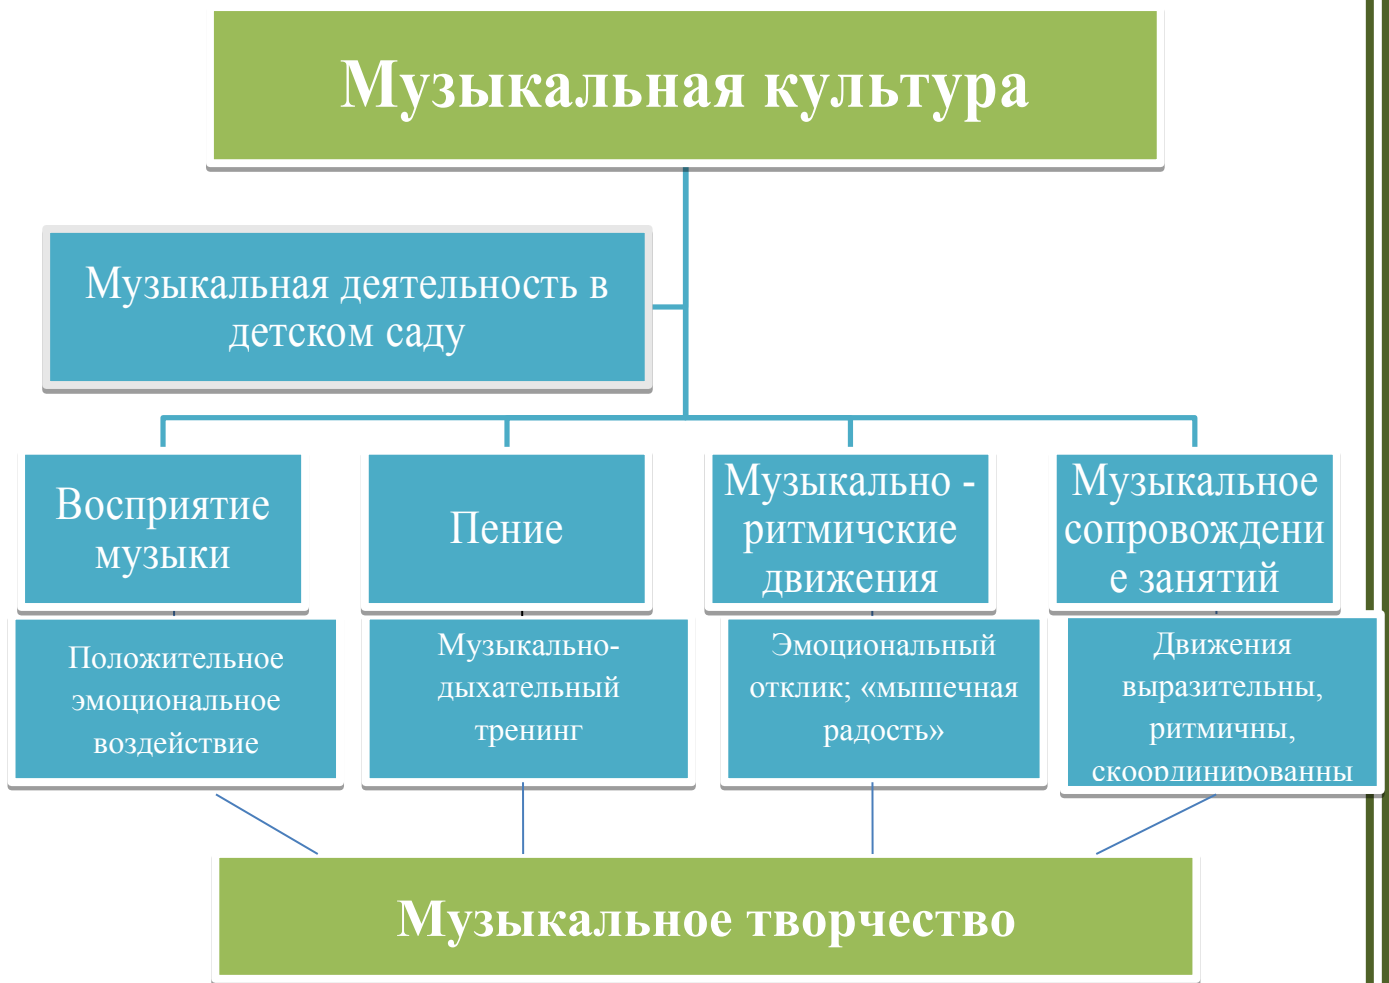 Музыкальная культура
Музыкальная деятельность в
детском саду
Восприятие
музыки
Пение
Музыкально -
ритмичские
движения
Музыкальное
сопровождени
е занятий
Положительное
эмоциональное
воздействие
Музыкально-
дыхательный
тренинг
Эмоциональный
отклик; «мышечная
радость»
Движения
выразительны,
ритмичны,
скоординированны
Музыкальное творчество